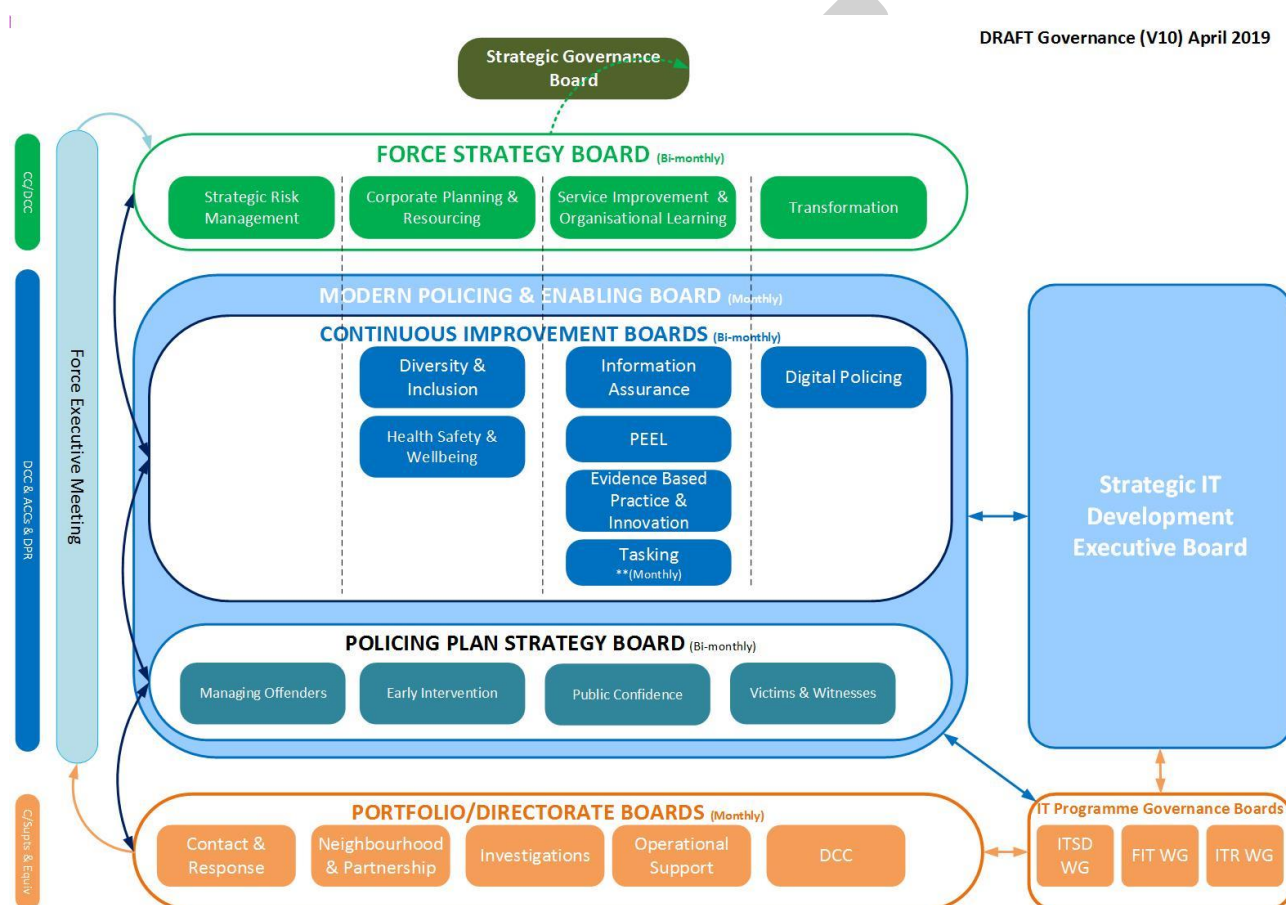 DRAFT Governance (V10) April 2019
Strategic Governance
Board
FORCE STRATEGY BOARD (Bi-monthly)
Strategic Risk
Management
Corporate Planning &
Resourcing
Service Improvement &
Organisational Learning
Transformation
CC/DCC
Force Executive Meeting
DCC & ACCs & DPR
MODERN POLICING & ENABLING BOARD (Monthly)
CONTINUOUS IMPROVEMENT BOARDS (Bi-monthly)
Diversity &
Inclusion
Health Safety &
Wellbeing
Information
Assurance
PEEL
Evidence Based
Practice &
Innovation
Tasking
**(Monthly)
Digital Policing
Strategic IT
Development
Executive Board
POLICING PLAN STRATEGY BOARD (Bi-monthly)
Managing Offenders
Early Intervention
Public Confidence
Victims & Witnesses
C/Supts & Equiv
PORTFOLIO/DIRECTORATE BOARDS (Monthly)
Contact &
Response
Neighbourhood
& Partnership
Investigations
Operational
Support
DCC
IT Programme Governance Boards
ITSD
WG
FIT WG
ITR WG